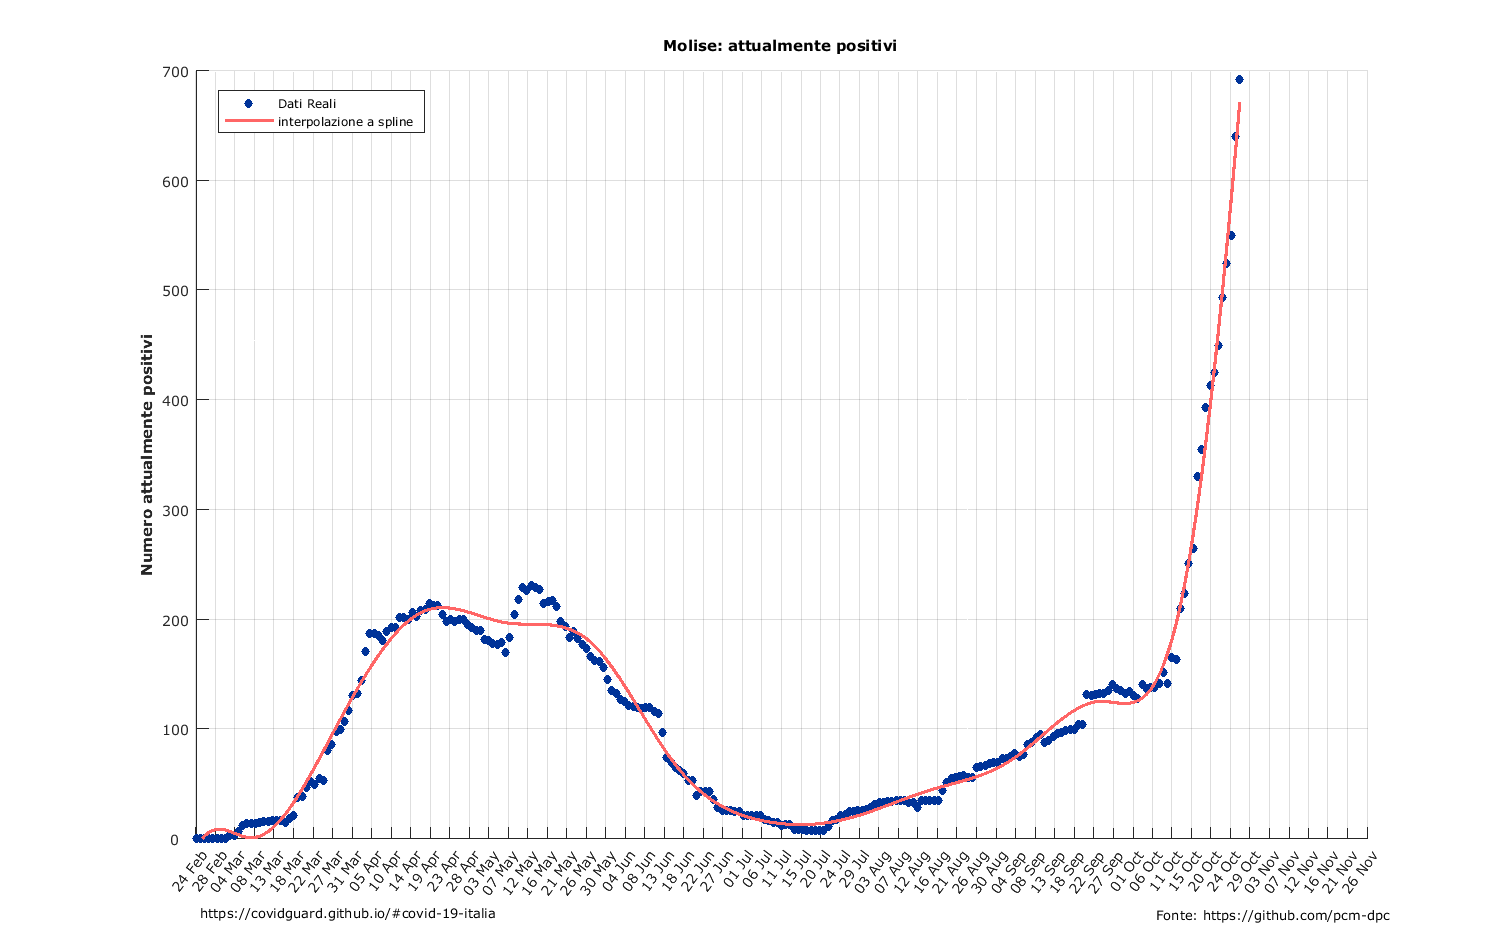 Molise: attualmente positivi
Dati Reali
interpolazione a spline
Numero attualmente positivi
700
600
500
400
300
200
100
0
24 Feb
28 Feb
04 Mar
08 Mar
13 Mar
18 Mar
22 Mar
27 Mar
31 Mar
05 Apr
10 Apr
14 Apr
19 Apr
23 Apr
28 Apr
03 May
07 May
12 May
16 May
21 May
26 May
30 May
04 Jun
08 Jun
13 Jun
18 Jun
22 Jun
27 Jun
01 Jul
06 Jul
11 Jul
15 Jul
20 Jul
24 Jul
29 Jul
03 Aug
07 Aug
12 Aug
16 Aug
21 Aug
26 Aug
30 Aug
04 Sep
08 Sep
13 Sep
18 Sep
22 Sep
27 Sep
01 Oct
06 Oct
11 Oct
15 Oct
20 Oct
24 Oct
29 Oct
03 Nov
07 Nov
12 Nov
16 Nov
21 Nov
26 Nov
https://covidguard.github.io/#covid-19-italia
Fonte: https://github.com/pcm-dpc